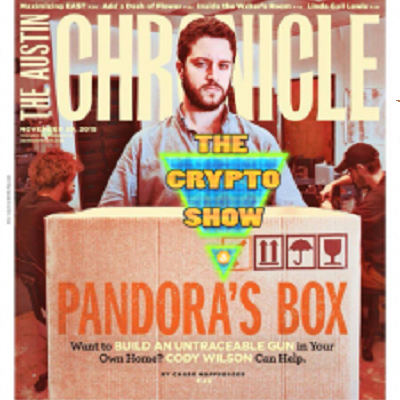 Maximizing EAST Add a Dash of Flower Inside the Writer's Room Linda Gail Lewis
THE AUSTIN
CHRONICLE
NOVEMBER
THE
CRYPTO
SHOW
PANDORA'S BOX
Want to BUILD AN UNTRACEABLE GUN in Your
Own Home? CODY WILSON Can Help.